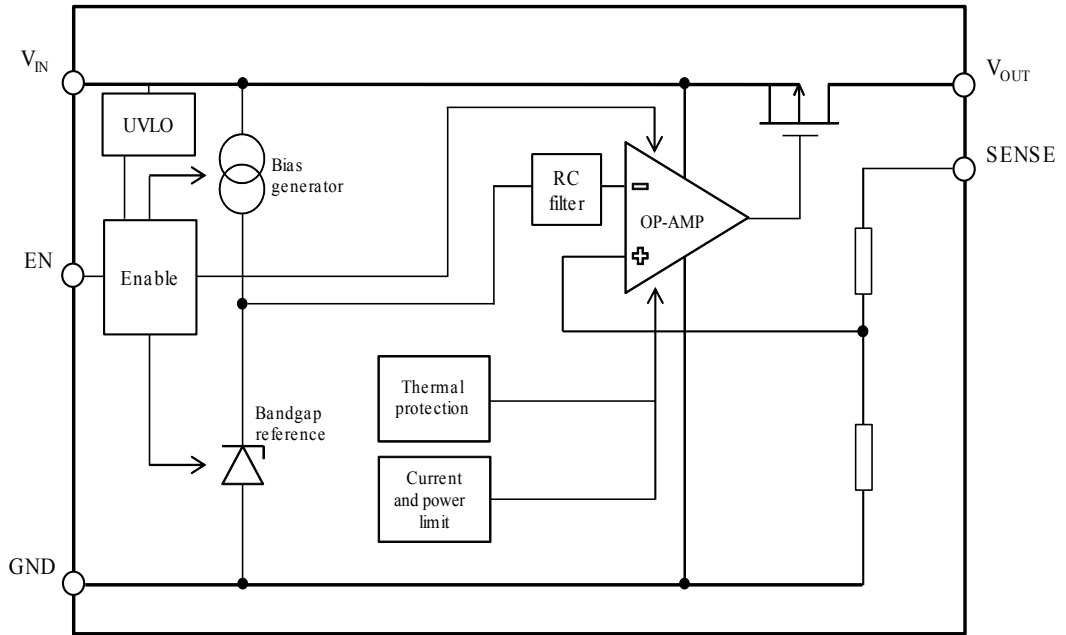 VIN
VOUT
UVLO
SENSE
Bias
generator
RC
filter
-
OP-AMP
+
EN
Enable
Thermal
protection
Bandgap
reference
Current
and power
limit
GND